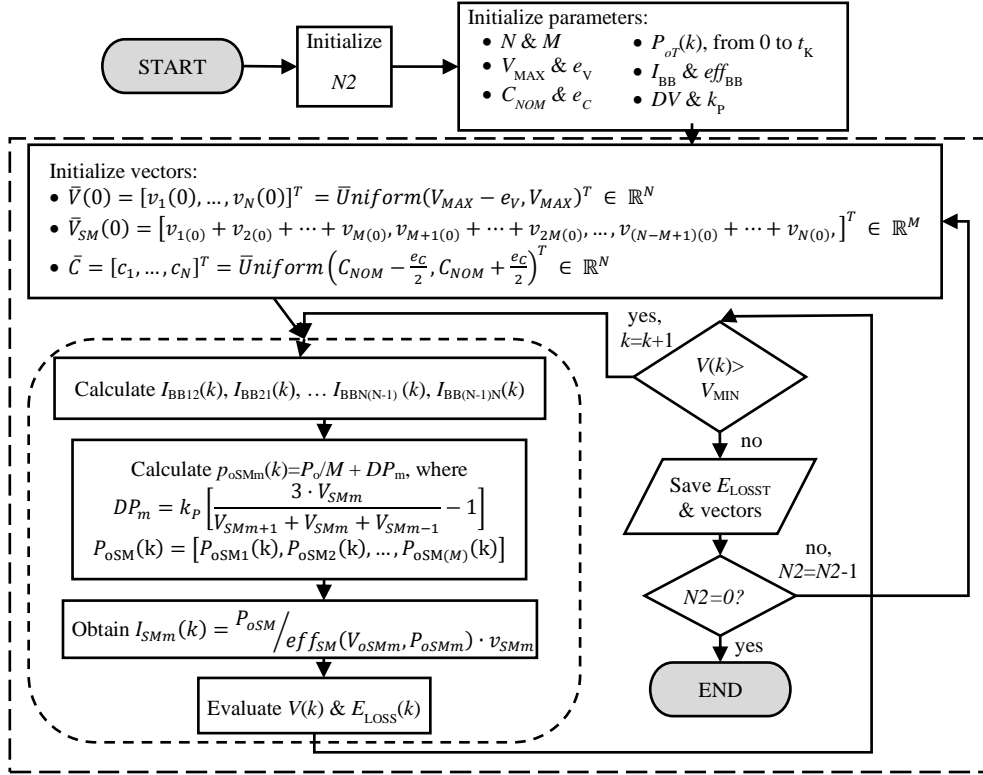 START
Initialize
N2
Initialize parameters:
• N & M
• V_MAX & e_V
• C_NOM & e_C
• P_oT(k), from 0 to t_K
• I_BB & eff_BB
• DV & k_P
Initialize vectors:
• V̄(0) = [v_1(0), … , v_N(0)]^T = Ūniform(V_MAX − e_V, V_MAX)^T ∈ ℝ^N
• V̄_SM(0) = [v_1(0) + v_2(0) + ⋯ + v_M(0), v_M+1(0) + ⋯ + v_2M(0), … , v_(N−M+1)(0) + ⋯ + v_N(0),]^T ∈ ℝ^M
• C̄ = [c_1, … , c_N]^T = Ūniform(C_NOM − e_C/2, C_NOM + e_C/2)^T ∈ ℝ^N
Calculate I_BB12(k), I_BB21(k), … I_BBN(N-1) (k), I_BB(N-1)N(k)
Calculate p_oSMm(k)=P_o/M + DP_m, where
DP_m = k_P [3 · V_SMm / V_SMm+1 + V_SMm + V_SMm−1 − 1]
P_oSM(k) = [P_oSM1(k), P_oSM2(k), … , P_oSM(M)(k)]
Obtain I_SMm(k) = P_oSM/eff_SM(V_oSMm, P_oSMm) · v_SMm
Evaluate V(k) & E_LOSS(k)
yes,
k=k+1
V(k)>
V_MIN
no
Save E_LOSST
& vectors
no,
N2=N2-1
N2=0?
yes
END